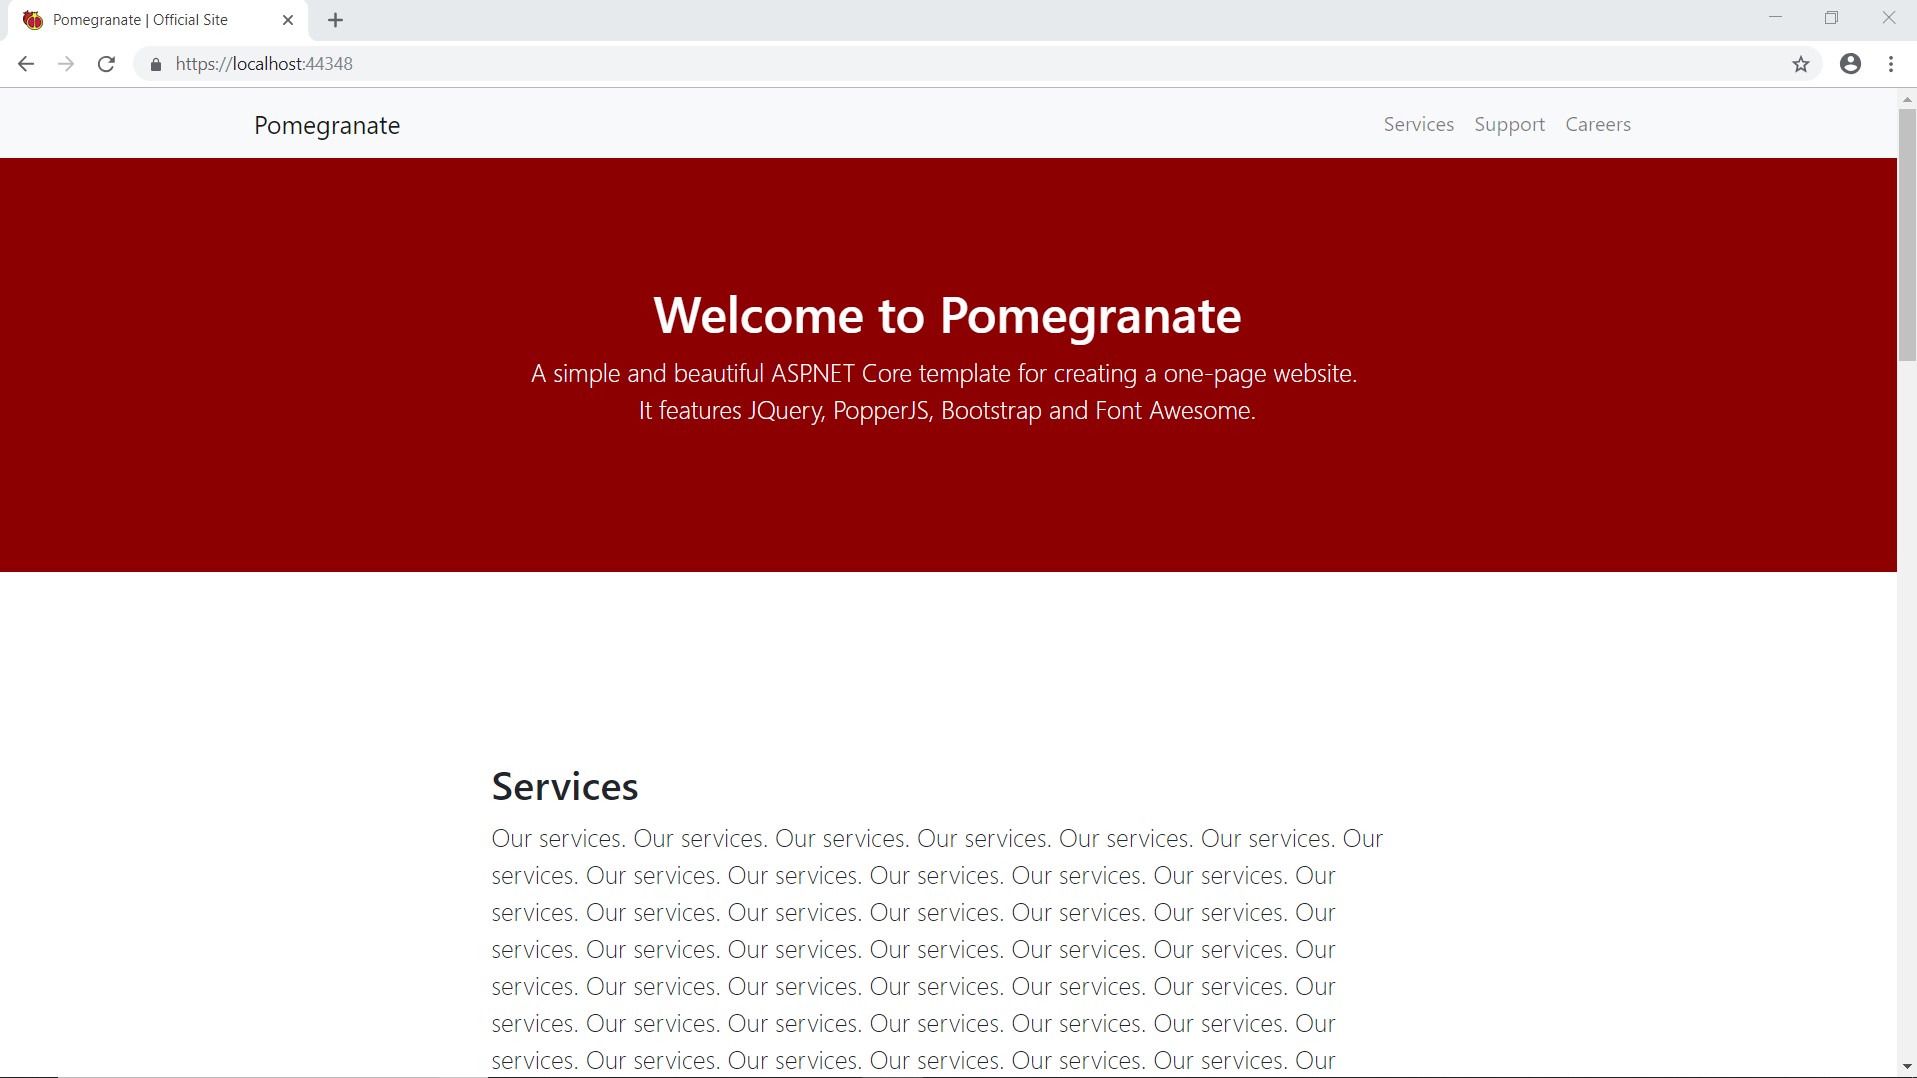 Pomegranate | Official Site
https://localhost:44348
Pomegranate
Services Support Careers
Welcome to Pomegranate
A simple and beautiful ASP.NET Core template for creating a one-page website.
It features JQuery, PopperJS, Bootstrap and Font Awesome.
Services
Our services. Our services. Our services. Our services. Our services. Our services. Our
services. Our services. Our services. Our services. Our services. Our services. Our
services. Our services. Our services. Our services. Our services. Our services. Our
services. Our services. Our services. Our services. Our services. Our services. Our
services. Our services. Our services. Our services. Our services. Our services. Our
services. Our services. Our services. Our services. Our services. Our services. Our
services. Our services. Our services. Our services. Our services. Our services. Our